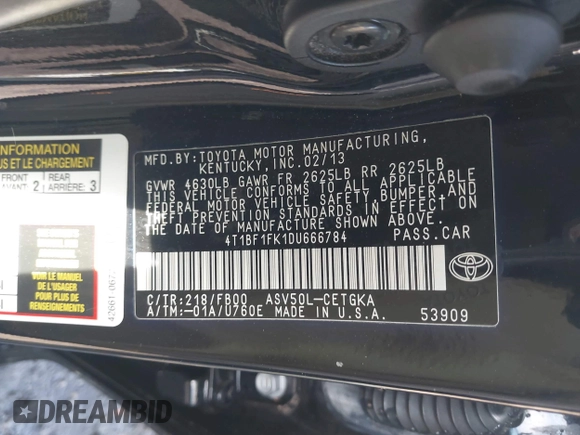 INFORMATION
US ET LE CHARGEMENT
FRONT
AVANT: 2
REAR
ARRIÈRE: 3
VOIR LE MANUEL
DE L'USAGER
POUR PLUS DE
RENSEIGNEMENTS
MFD.BY:TOYOTA MOTOR MANUFACTURING,
KENTUCKY, INC.02/13
GVWR 4630LB GAWR FR 2625LB RR 2625LB
THIS VEHICLE CONFORMS TO ALL APPLICABLE
FEDERAL MOTOR VEHICLE SAFETY, BUMPER, AND
THEFT PREVENTION STANDARDS IN EFFECT ON
THE DATE OF MANUFACTURE SHOWN ABOVE.
4T1BF1FK1DU666784 PASS.CAR
C/TR:218/FB00 ASV50L-CETGKA
A/TM:-01A/U760E MADE IN U.S.A.
53909
TOYOTA
DREAMBID